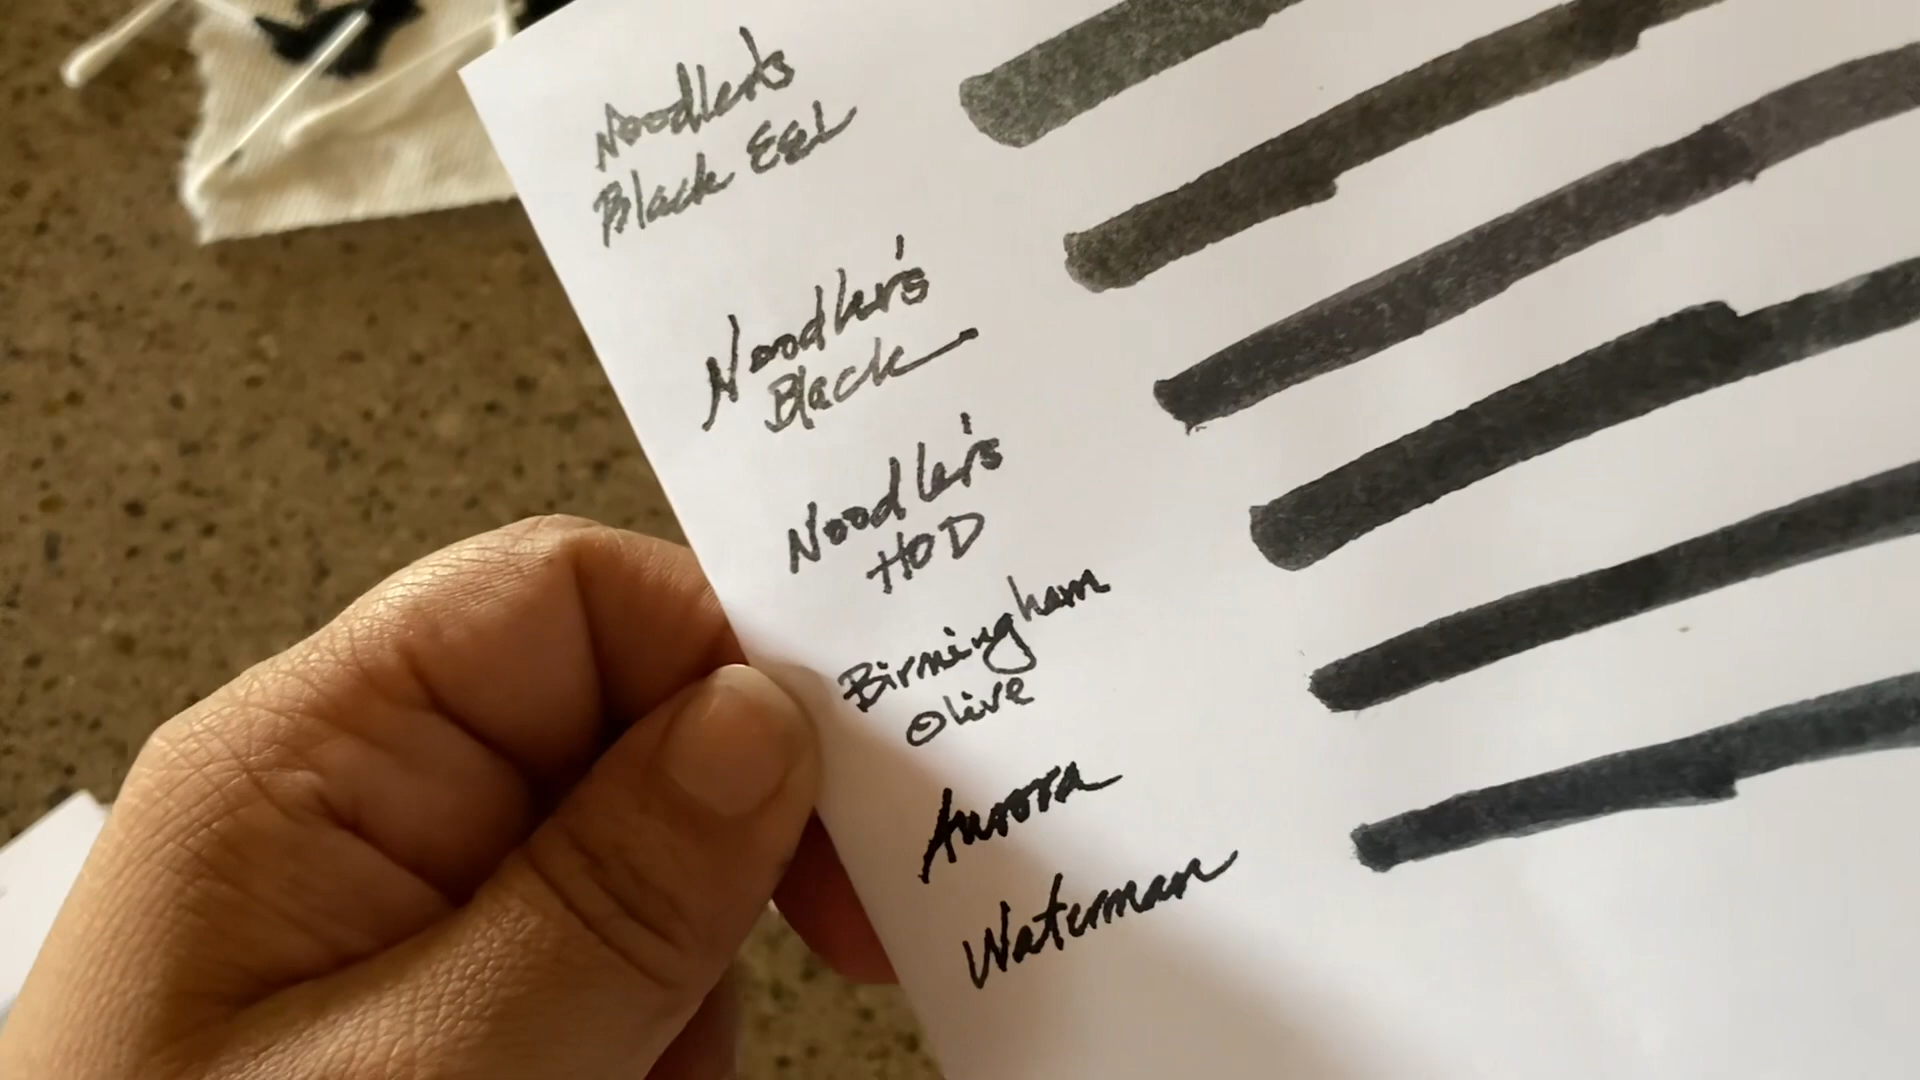 Noodler's
Black EEL
Noodler's
Black
Noodler's
HOD
Birmingham
Olive
Aurora
Waterman